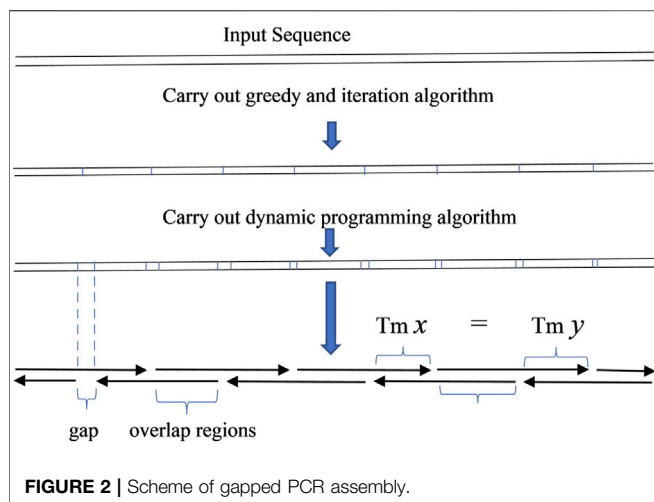 Input Sequence
Carry out greedy and iteration algorithm
Carry out dynamic programming algorithm
Tm x = Tm y
gap overlap regions
FIGURE 2 | Scheme of gapped PCR assembly.